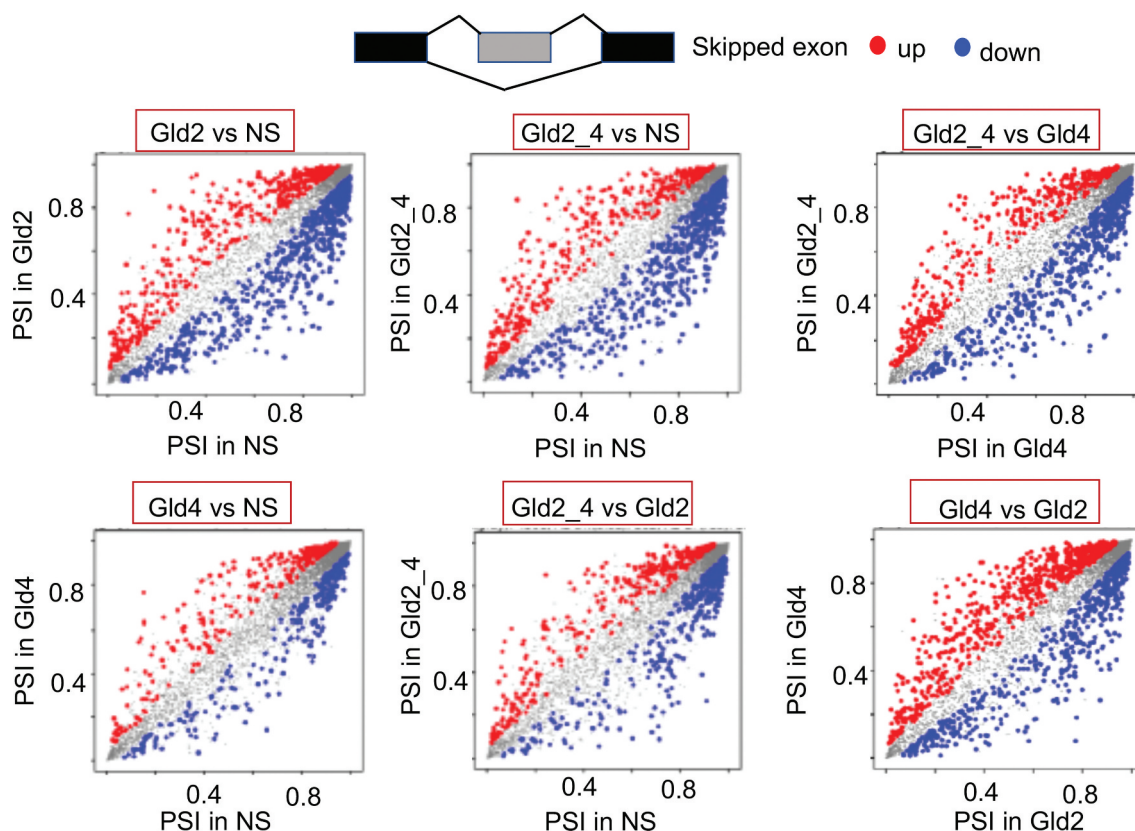 Skipped exon up down
Gld2 vs NS
Gld2_4 vs NS
Gld2_4 vs Gld4
PSI in Gld2
0.8
0.4
0.4 0.8
PSI in NS
PSI in Gld2_4
0.8
0.4
0.4 0.8
PSI in NS
PSI in Gld2_4
0.8
0.4
0.4 0.8
PSI in Gld4
Gld4 vs NS
Gld2_4 vs Gld2
Gld4 vs Gld2
PSI in Gld4
0.8
0.4
0.4 0.8
PSI in NS
PSI in Gld2_4
0.8
0.4
0.4 0.8
PSI in NS
PSI in Gld4
0.8
0.4
0.4 0.8
PSI in Gld2